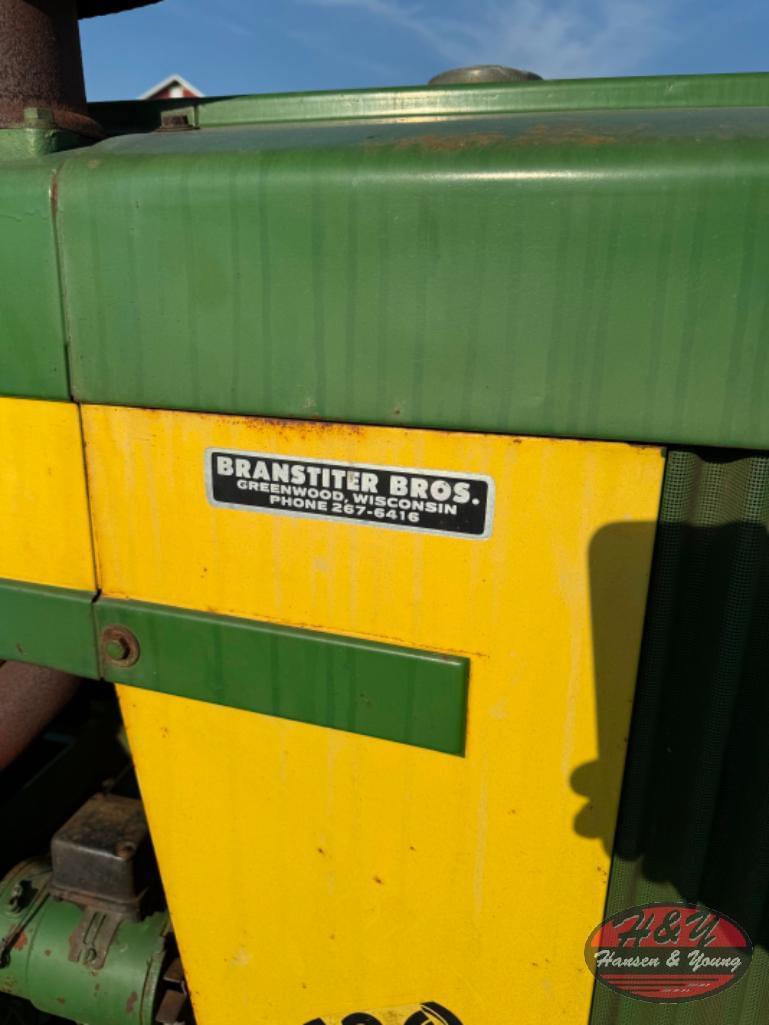 BRANSTITER BROS.
GREENWOOD, WISCONSIN
PHONE 267-6416
H&Y
Hansen & Young